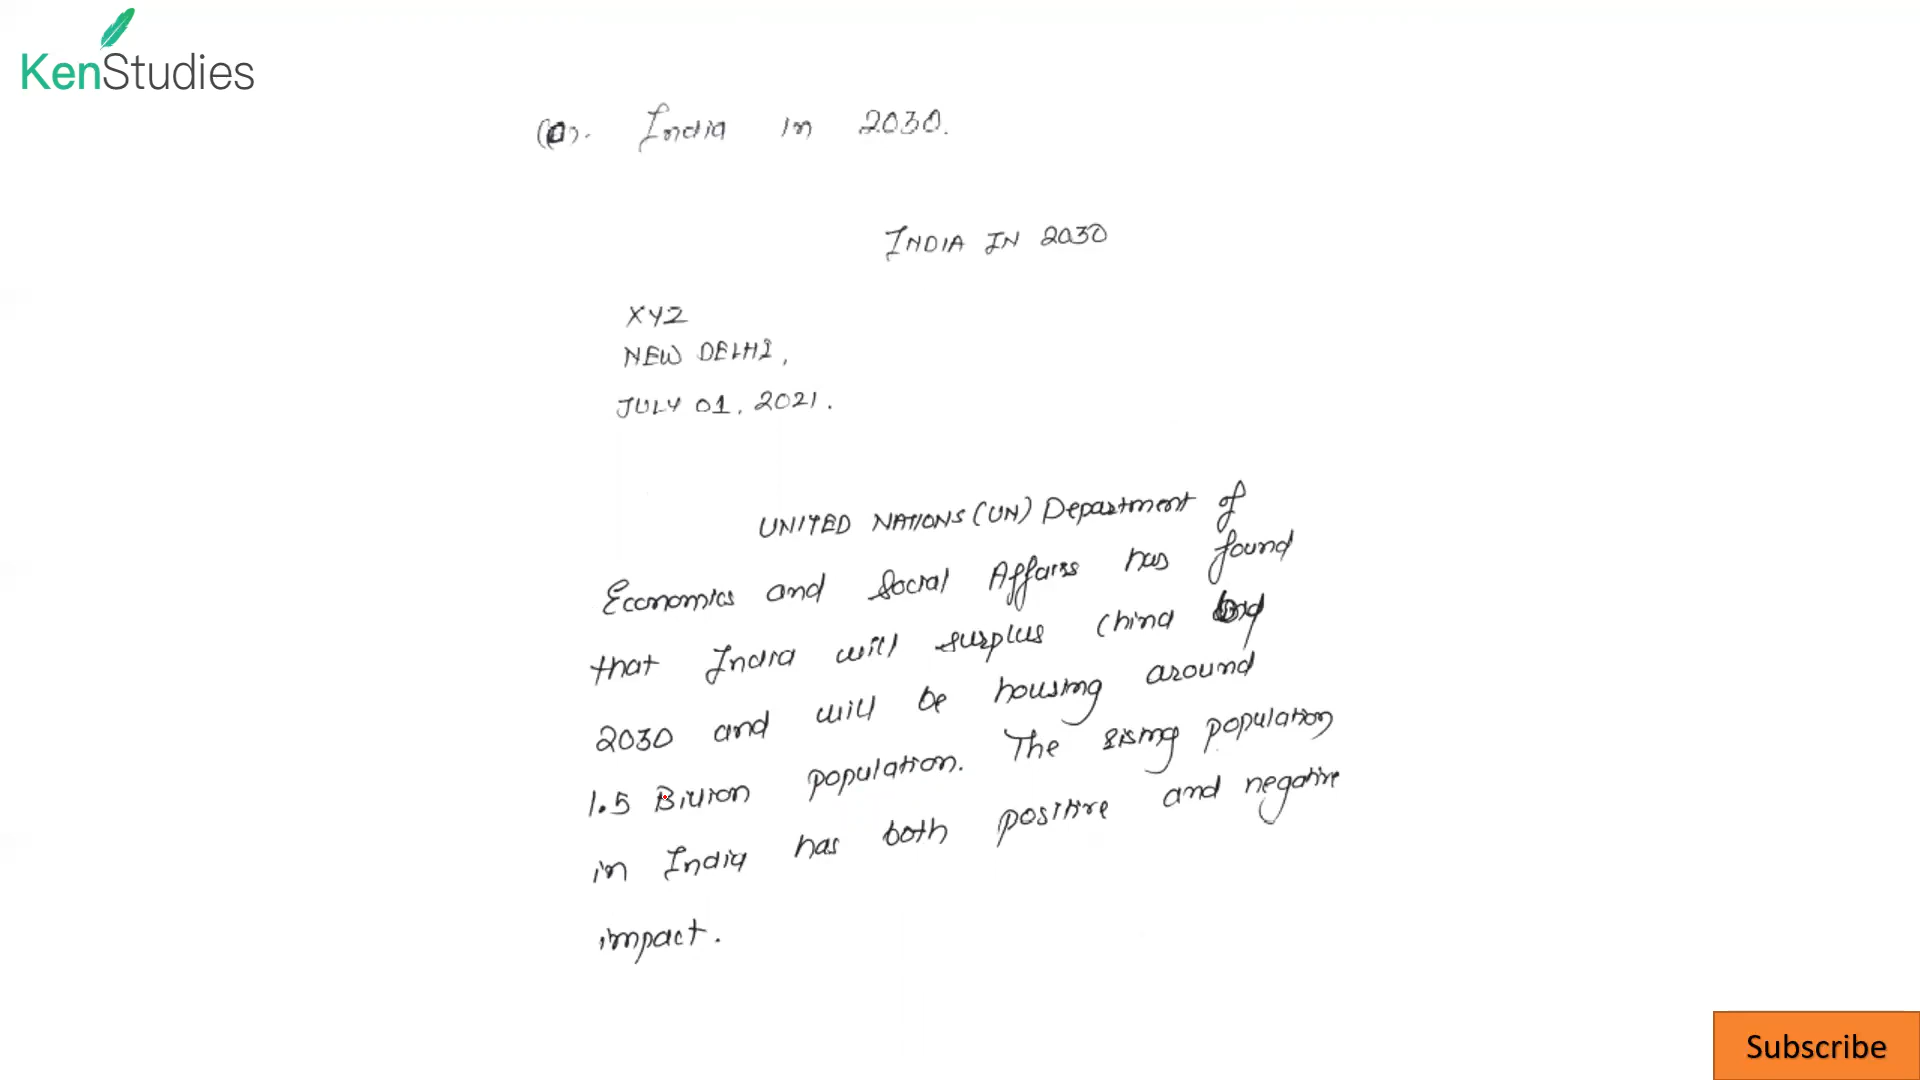 KenStudies
(a). India in 2030.
INDIA IN 2030
XYZ
NEW DELHI,
JULY 01, 2021.
UNITED NATIONS (UN) Department of
Economics and Social Affairs has found
that India will surplus China by
2030 and will be housing around
1.5 Billion population. The rising population
in India has both positive and negative
impact.
Subscribe